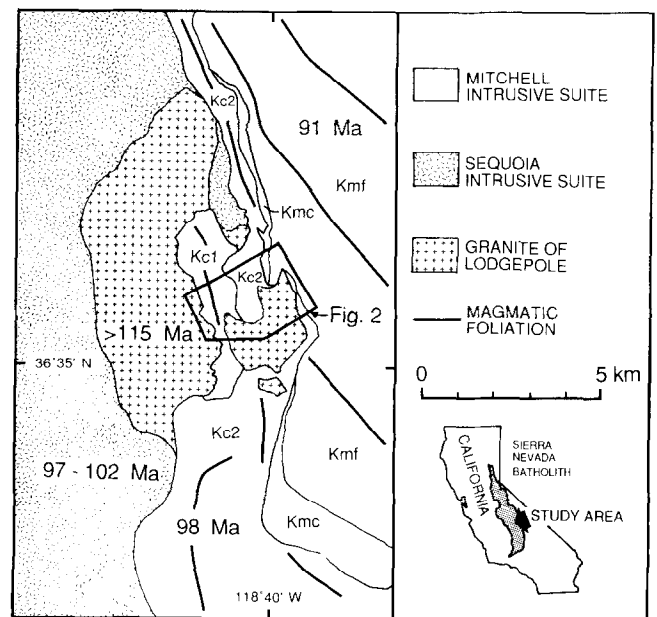 Kc2
91 Ma
Kmf
Kmc
Kc1
Kc2
Fig. 2
>115 Ma
36°35' N
Kc2
Kmf
97 - 102 Ma
98 Ma
Kmc
118°40' W
MITCHELL
INTRUSIVE SUITE
SEQUOIA
INTRUSIVE SUITE
GRANITE OF
LODGEPOLE
MAGMATIC
FOLIATION
0 5 km
CALIFORNIA
SIERRA
NEVADA
BATHOLITH
STUDY AREA